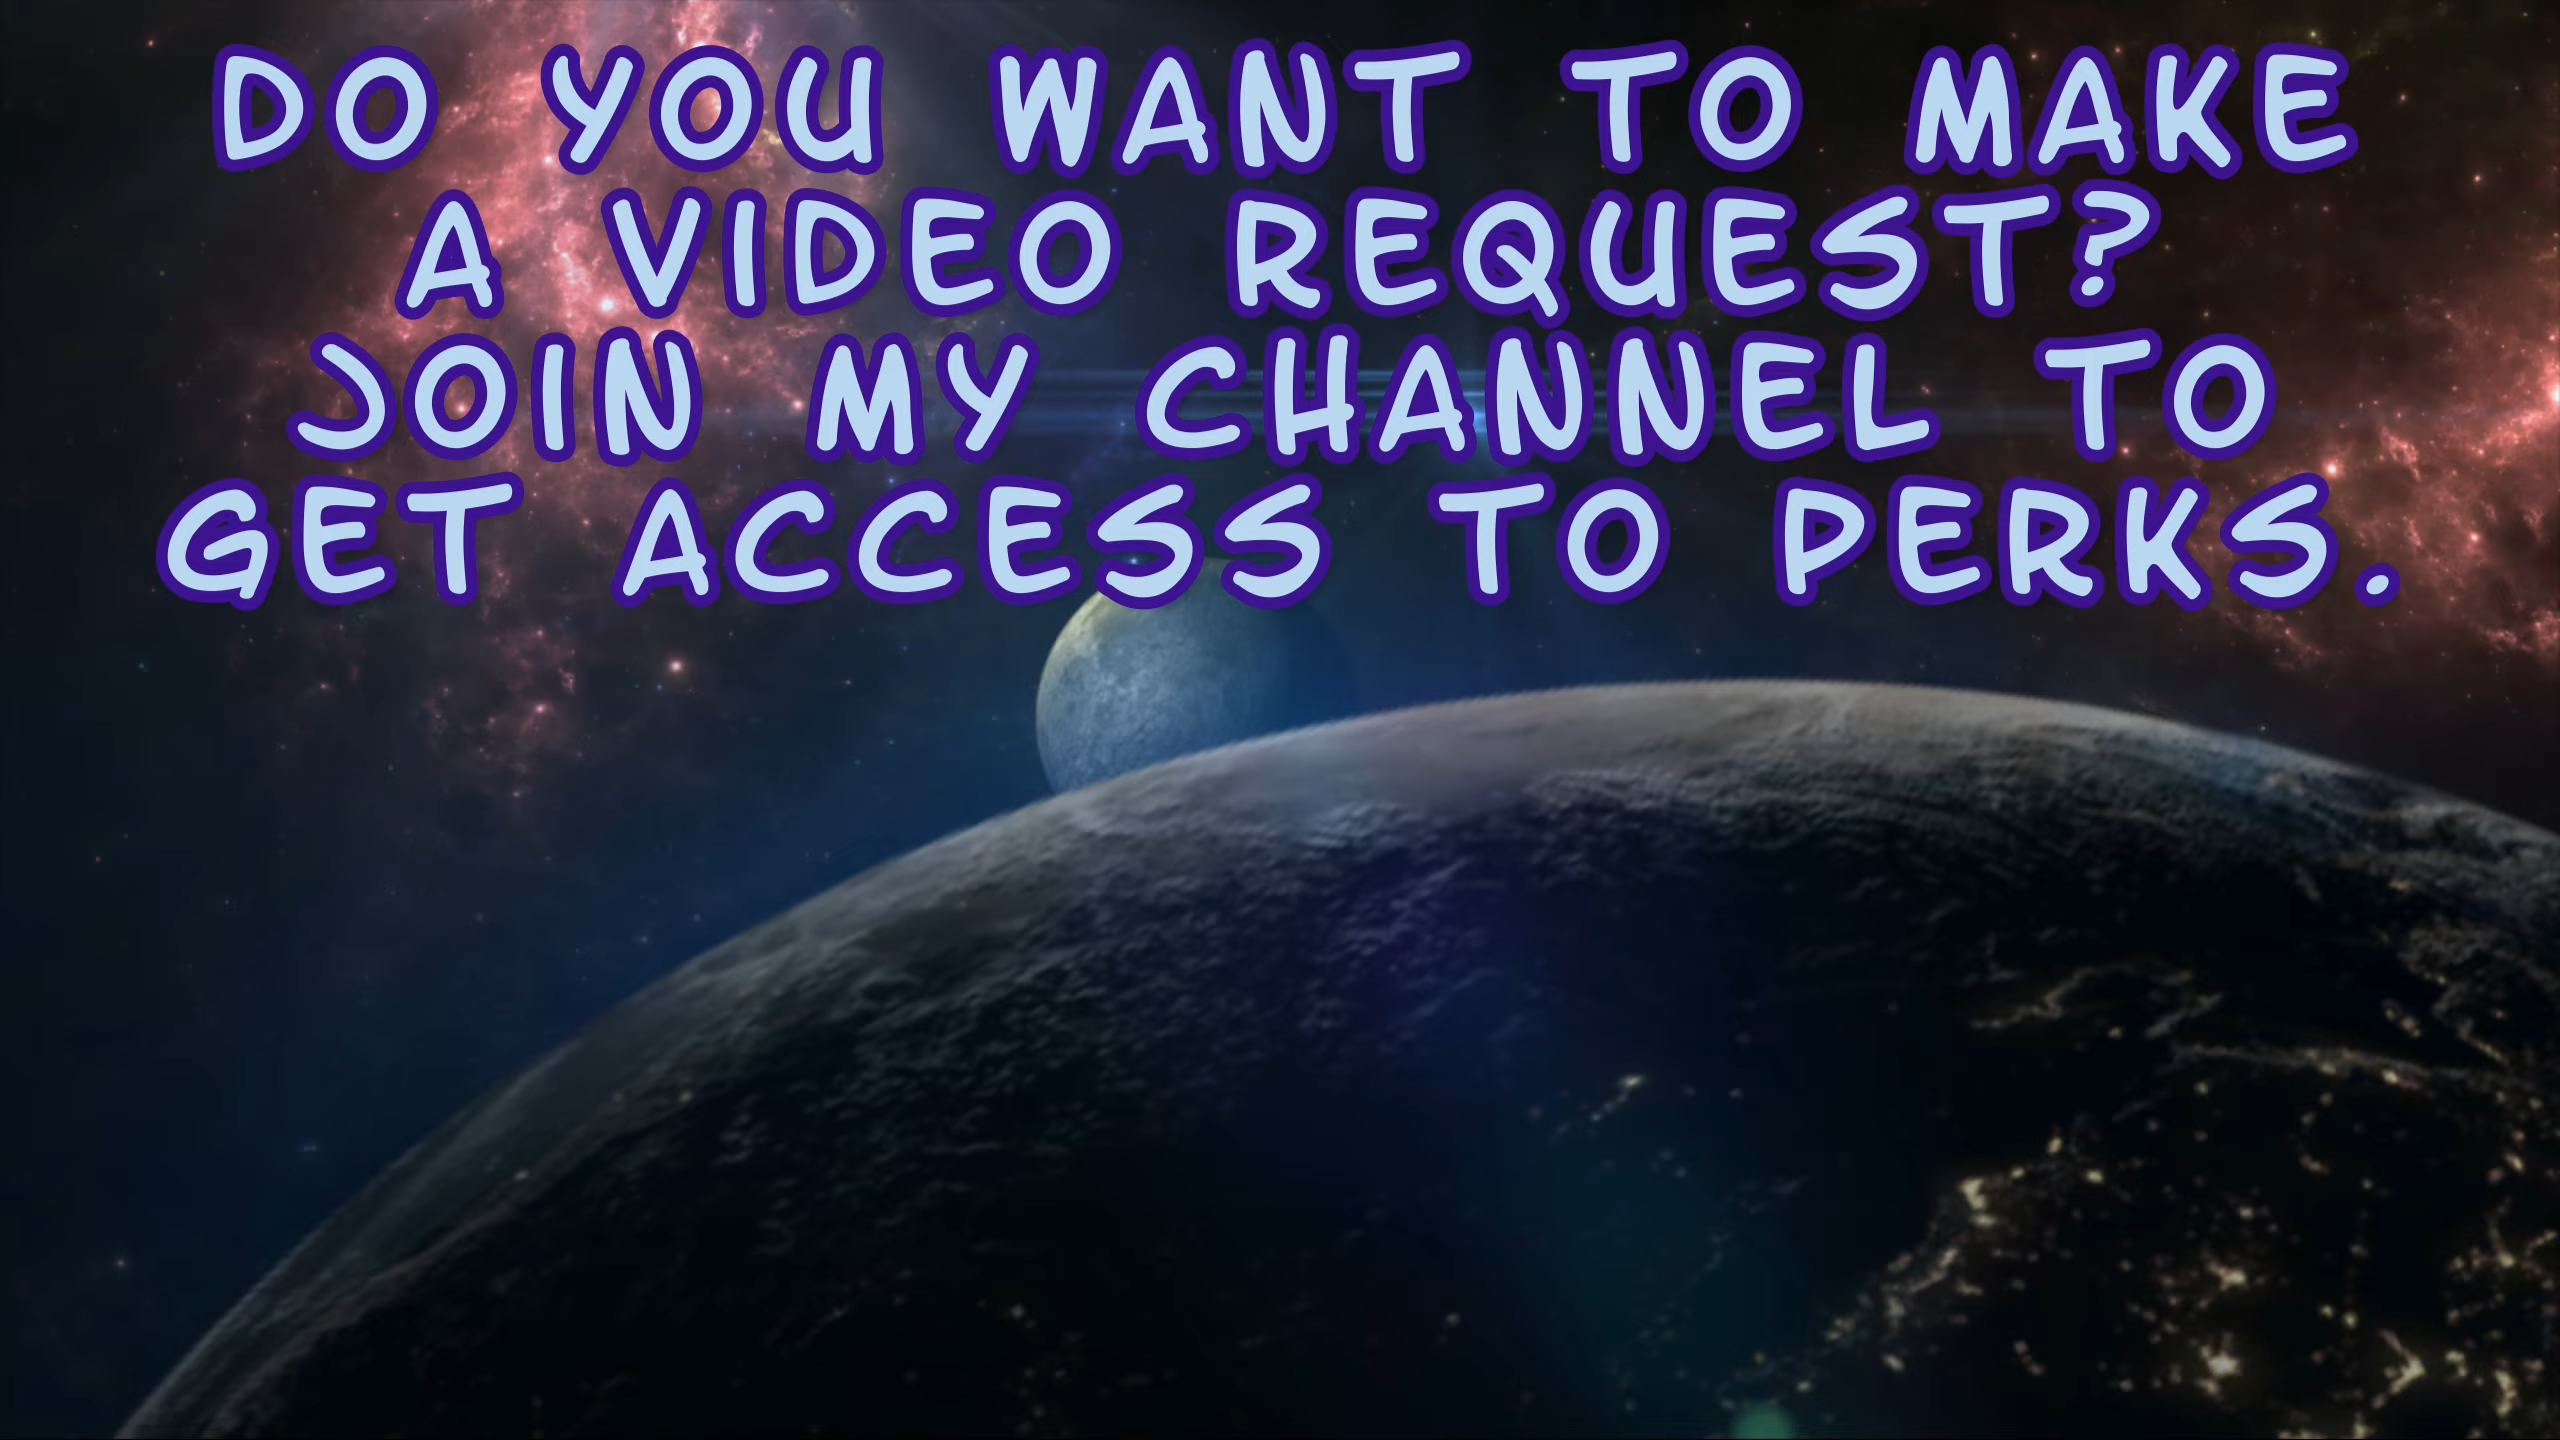 DO YOU WANT TO MAKE
A VIDEO REQUEST?
JOIN MY CHANNEL TO
GET ACCESS TO PERKS.